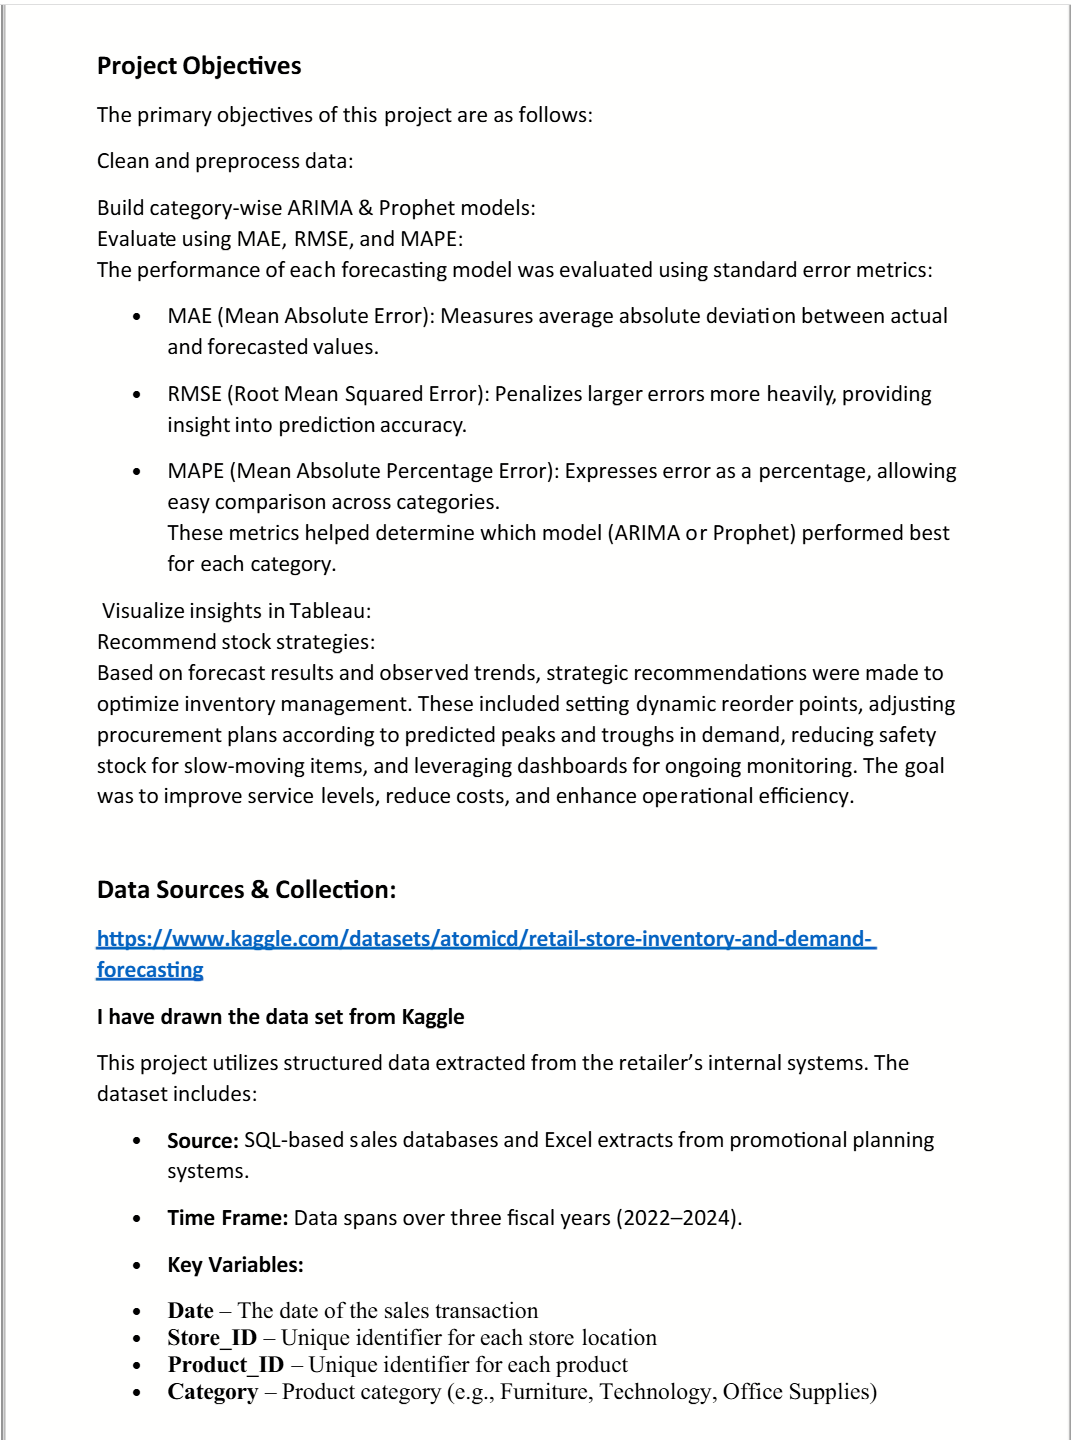 Project Objectives
The primary objectives of this project are as follows:
Clean and preprocess data:
Build category-wise ARIMA & Prophet models:
Evaluate using MAE, RMSE, and MAPE:
The performance of each forecasting model was evaluated using standard error metrics:
• MAE (Mean Absolute Error): Measures average absolute deviation between actual
and forecasted values.
• RMSE (Root Mean Squared Error): Penalizes larger errors more heavily, providing
insight into prediction accuracy.
• MAPE (Mean Absolute Percentage Error): Expresses error as a percentage, allowing
easy comparison across categories.
These metrics helped determine which model (ARIMA or Prophet) performed best
for each category.
Visualize insights in Tableau:
Recommend stock strategies:
Based on forecast results and observed trends, strategic recommendations were made to
optimize inventory management. These included setting dynamic reorder points, adjusting
procurement plans according to predicted peaks and troughs in demand, reducing safety
stock for slow-moving items, and leveraging dashboards for ongoing monitoring. The goal
was to improve service levels, reduce costs, and enhance operational efficiency.
Data Sources & Collection:
https://www.kaggle.com/datasets/atomicd/retail-store-inventory-and-demand-
forecasting
I have drawn the data set from Kaggle
This project utilizes structured data extracted from the retailer’s internal systems. The
dataset includes:
• Source: SQL-based sales databases and Excel extracts from promotional planning
systems.
• Time Frame: Data spans over three fiscal years (2022–2024).
• Key Variables:
• Date – The date of the sales transaction
• Store_ID – Unique identifier for each store location
• Product_ID – Unique identifier for each product
• Category – Product category (e.g., Furniture, Technology, Office Supplies)